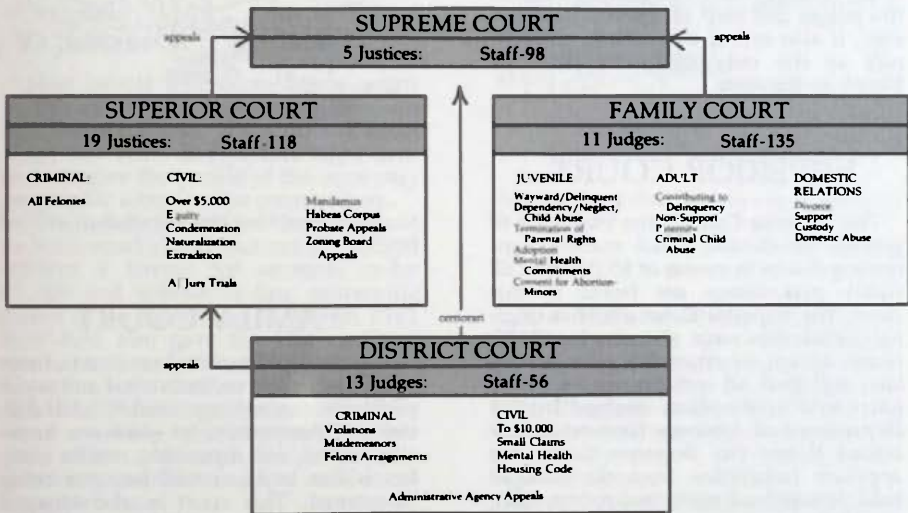 SUPREME COURT
5 Justices: Staff-98
appeals
appeals
SUPERIOR COURT
19 Justices: Staff-118
CRIMINAL:
All Felonies
CIVIL:
Over $5,000
Equity
Condemnation
Naturalization
Extradition
All Jury Trials
Mandamus
Habeas Corpus
Probate Appeals
Zoning Board
Appeals
FAMILY COURT
11 Judges: Staff-135
JUVENILE
Wayward/Delinquent
Dependency/Neglect,
Child Abuse
Termination of
Parental Rights
Adoption
Mental Health
Commitments
Consent for Abortion-
Minors
ADULT
Contributing to
Delinquency
Non-Support
Paternity
Criminal Child
Abuse
DOMESTIC
RELATIONS
Divorce
Support
Custody
Domestic Abuse
certiorari
appeals
DISTRICT COURT
13 Judges: Staff-56
CRIMINAL
Violations
Misdemeanors
Felony Arraignments
CIVIL
To $10,000
Small Claims
Mental Health
Housing Code
Administrative Agency Appeals